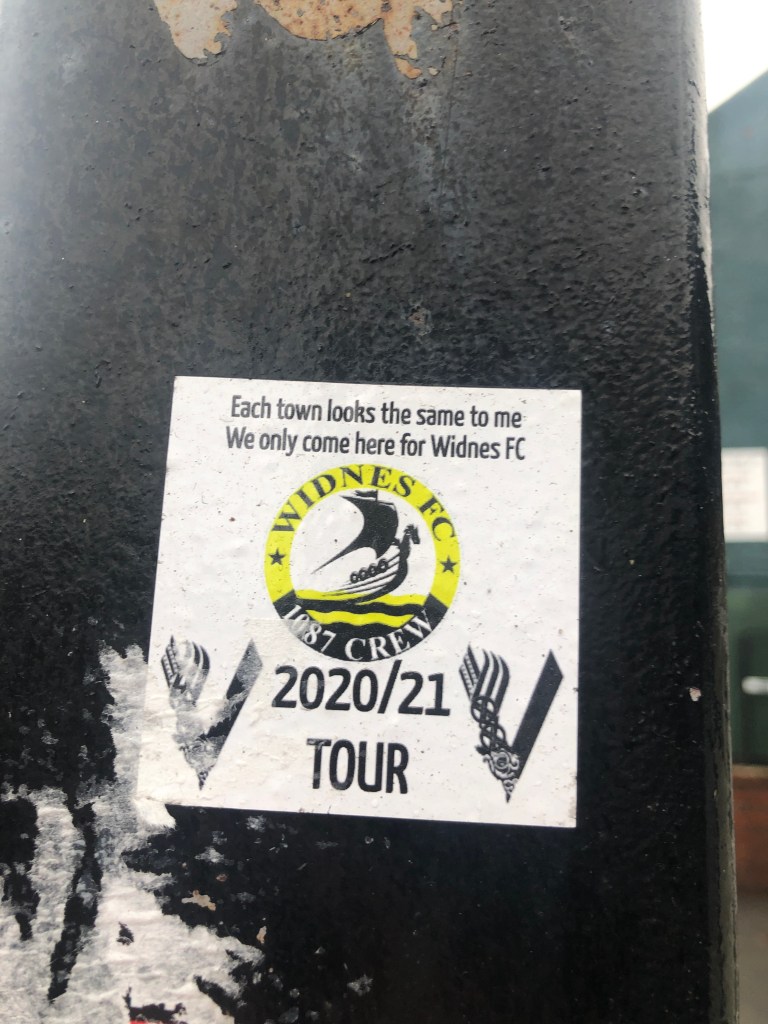 Each town looks the same to me
We only come here for Widnes FC
WIDNES FC
CREW
2020/21
TOUR